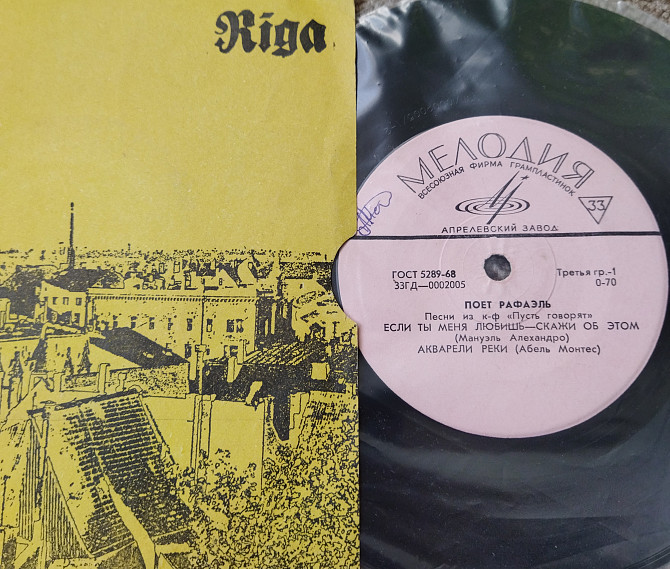 Riga
МЕЛОДИЯ
ВСЕСОЮЗНАЯ ФИРМА ГРАМПЛАСТИНОК
33
АПРЕЛЕВСКИЙ ЗАВОД
ГОСТ 5289-68
33ГД—0002005
Третья гр.-1
0-70
ПОЕТ РАФАЭЛЬ
Песни из к-ф «Пусть говорят»
ЕСЛИ ТЫ МЕНЯ ЛЮБИШЬ—СКАЖИ ОБ ЭТОМ
(Мануэль Алехандро)
АКВАРЕЛИ РЕКИ (Абель Монтес)